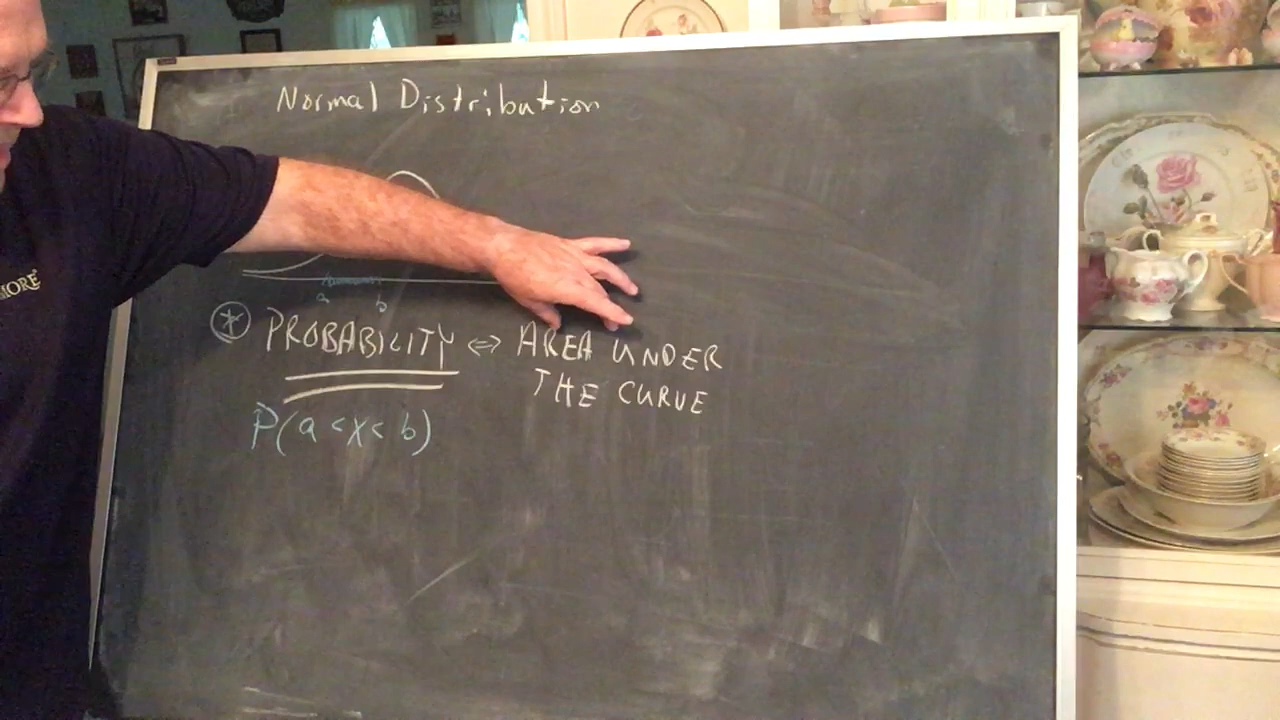 Normal Distribution
a b
* PROBABILITY ⇔ AREA UNDER
THE CURVE
P(a < x < b)